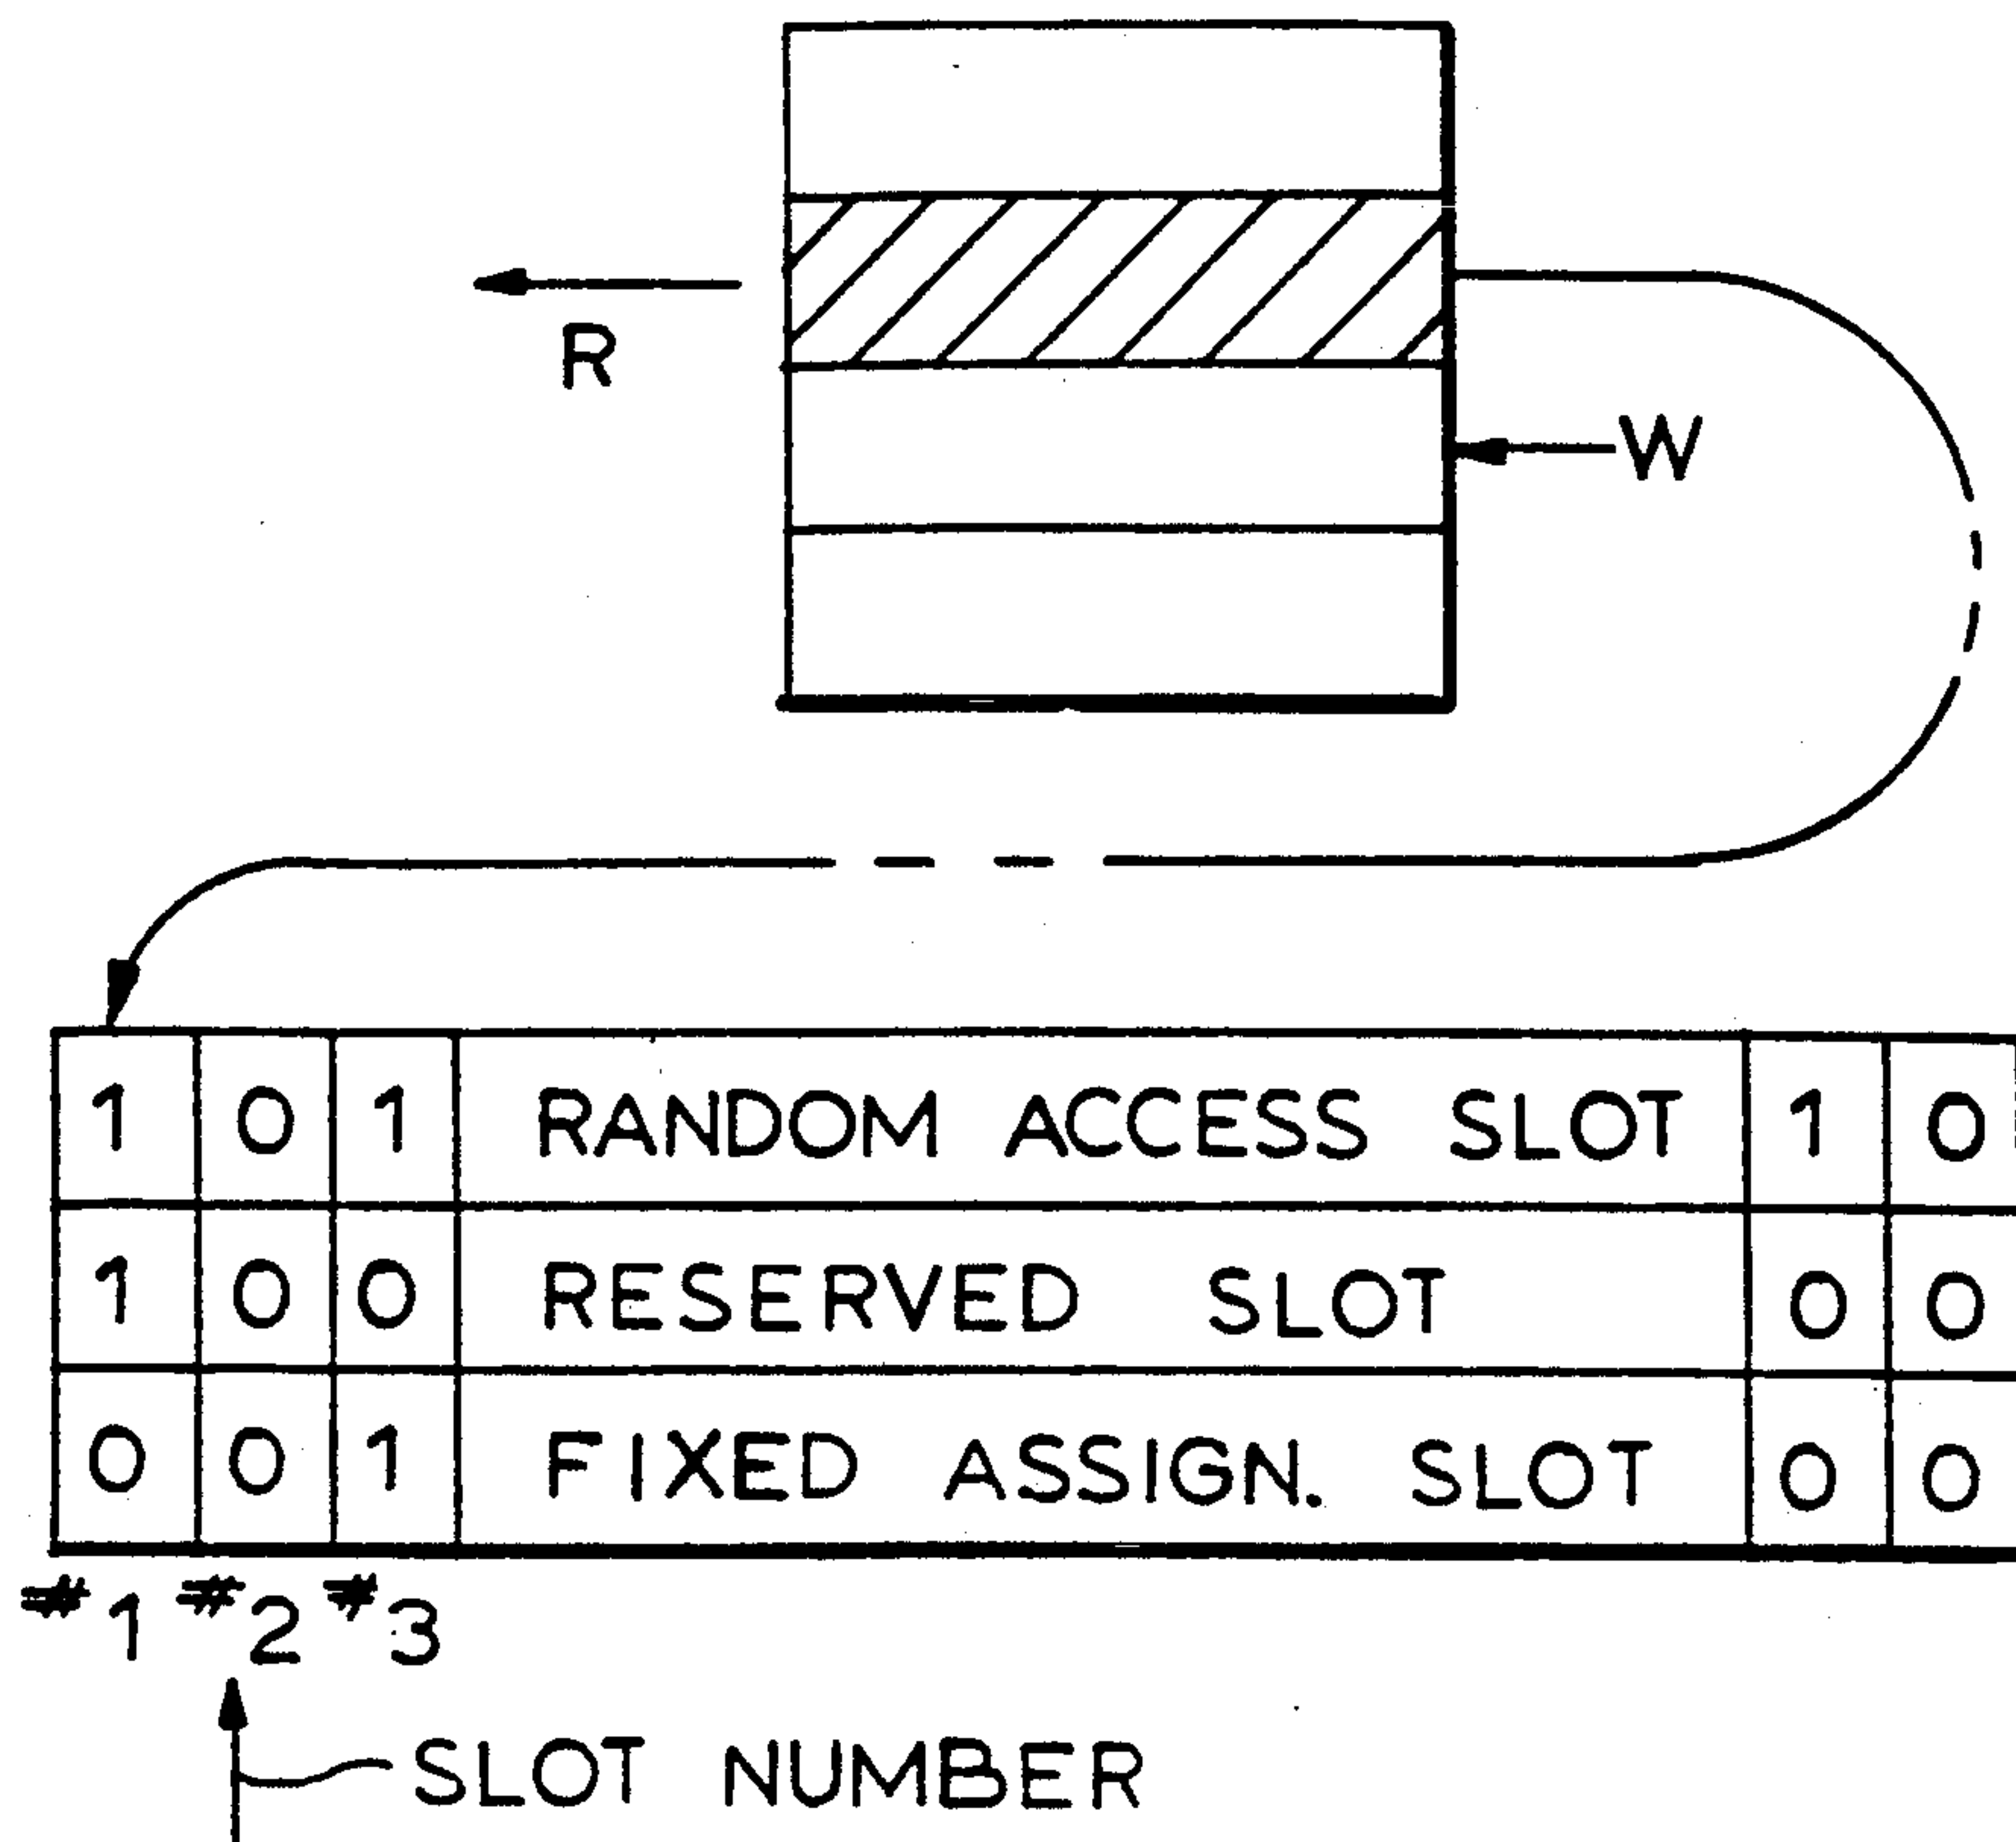 R
W
1 0 1 RANDOM ACCESS SLOT 1 0
1 0 0 RESERVED SLOT 0 0
0 0 1 FIXED ASSIGN. SLOT 0 0
#1 #2 #3
SLOT NUMBER